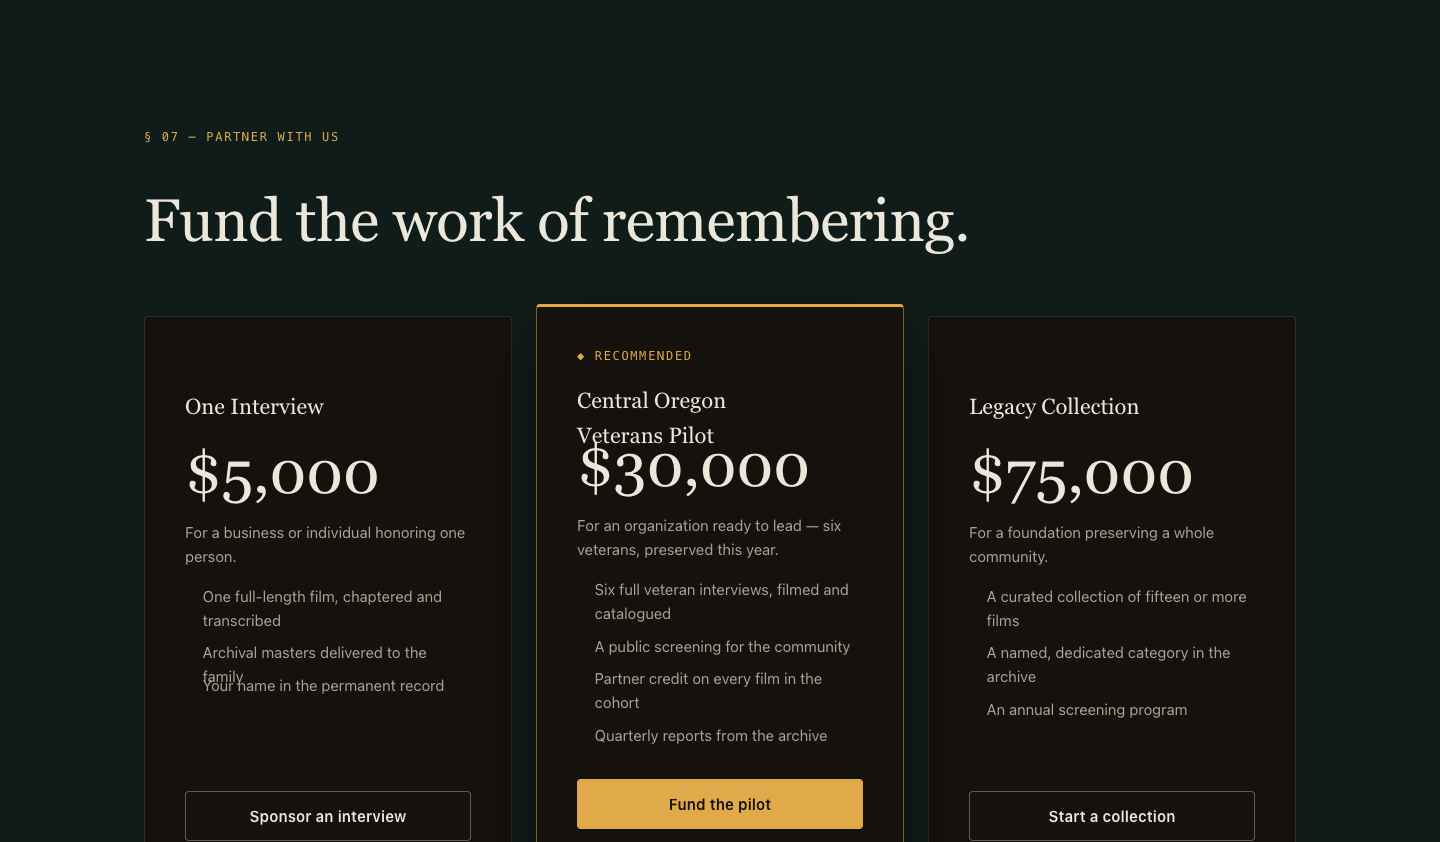 § 07 — PARTNER WITH US
Fund the work of remembering.
One Interview
$5,000
For a business or individual honoring one
person.
One full-length film, chaptered and
transcribed
Archival masters delivered to the
family
Your name in the permanent record
Sponsor an interview
◆ RECOMMENDED
Central Oregon
Veterans Pilot
$30,000
For an organization ready to lead — six
veterans, preserved this year.
Six full veteran interviews, filmed and
catalogued
A public screening for the community
Partner credit on every film in the
cohort
Quarterly reports from the archive
Fund the pilot
Legacy Collection
$75,000
For a foundation preserving a whole
community.
A curated collection of fifteen or more
films
A named, dedicated category in the
archive
An annual screening program
Start a collection